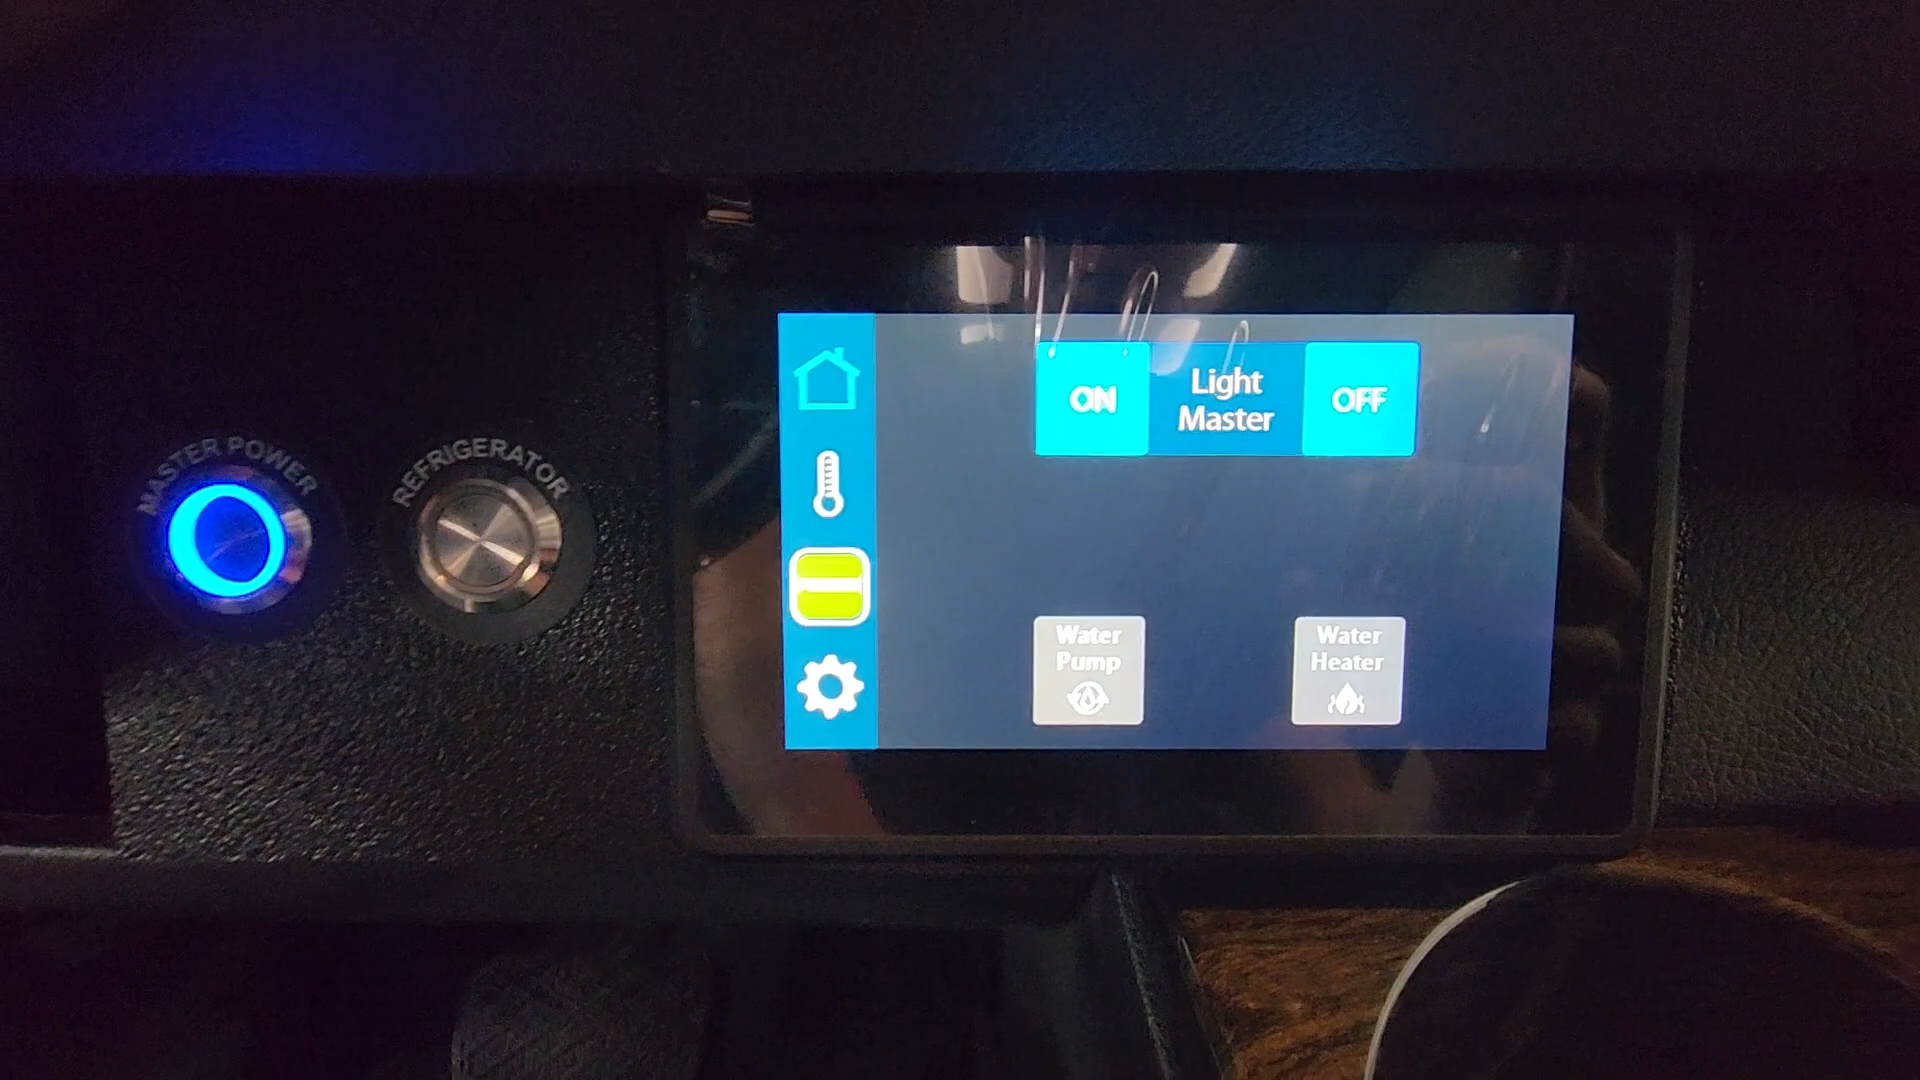 MASTER POWER
REFRIGERATOR
ON
Light
Master
OFF
Water
Pump
Water
Heater